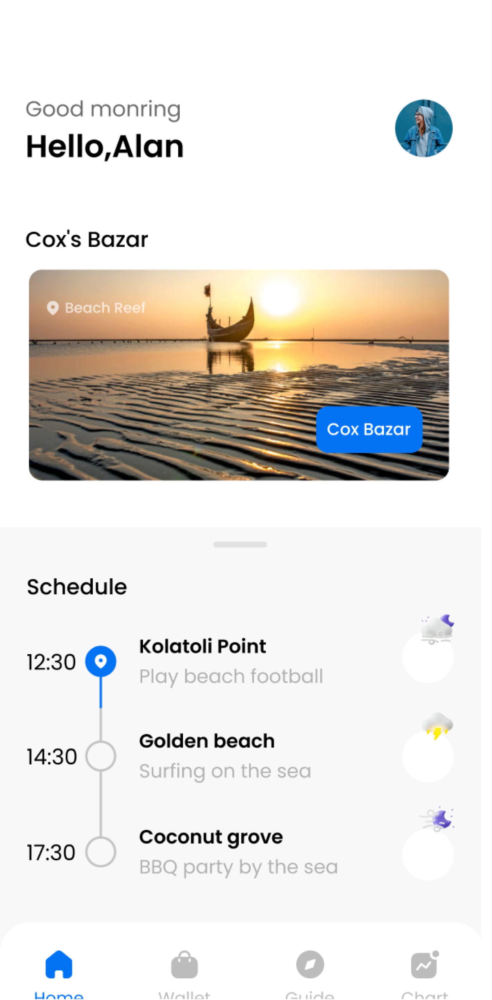 Good monring
Hello,Alan
Cox's Bazar
Beach Reef
Cox Bazar
Schedule
12:30
Kolatoli Point
Play beach football
14:30
Golden beach
Surfing on the sea
17:30
Coconut grove
BBQ party by the sea
Home
Wallet
Guide
Chart